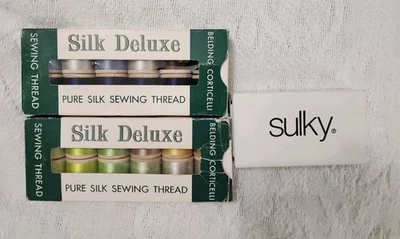 Silk Deluxe
SEWING THREAD
BELDING CORTICELLI
PURE SILK SEWING THREAD
Silk Deluxe
SEWING THREAD
BELDING CORTICELLI
PURE SILK SEWING THREAD
sulky®